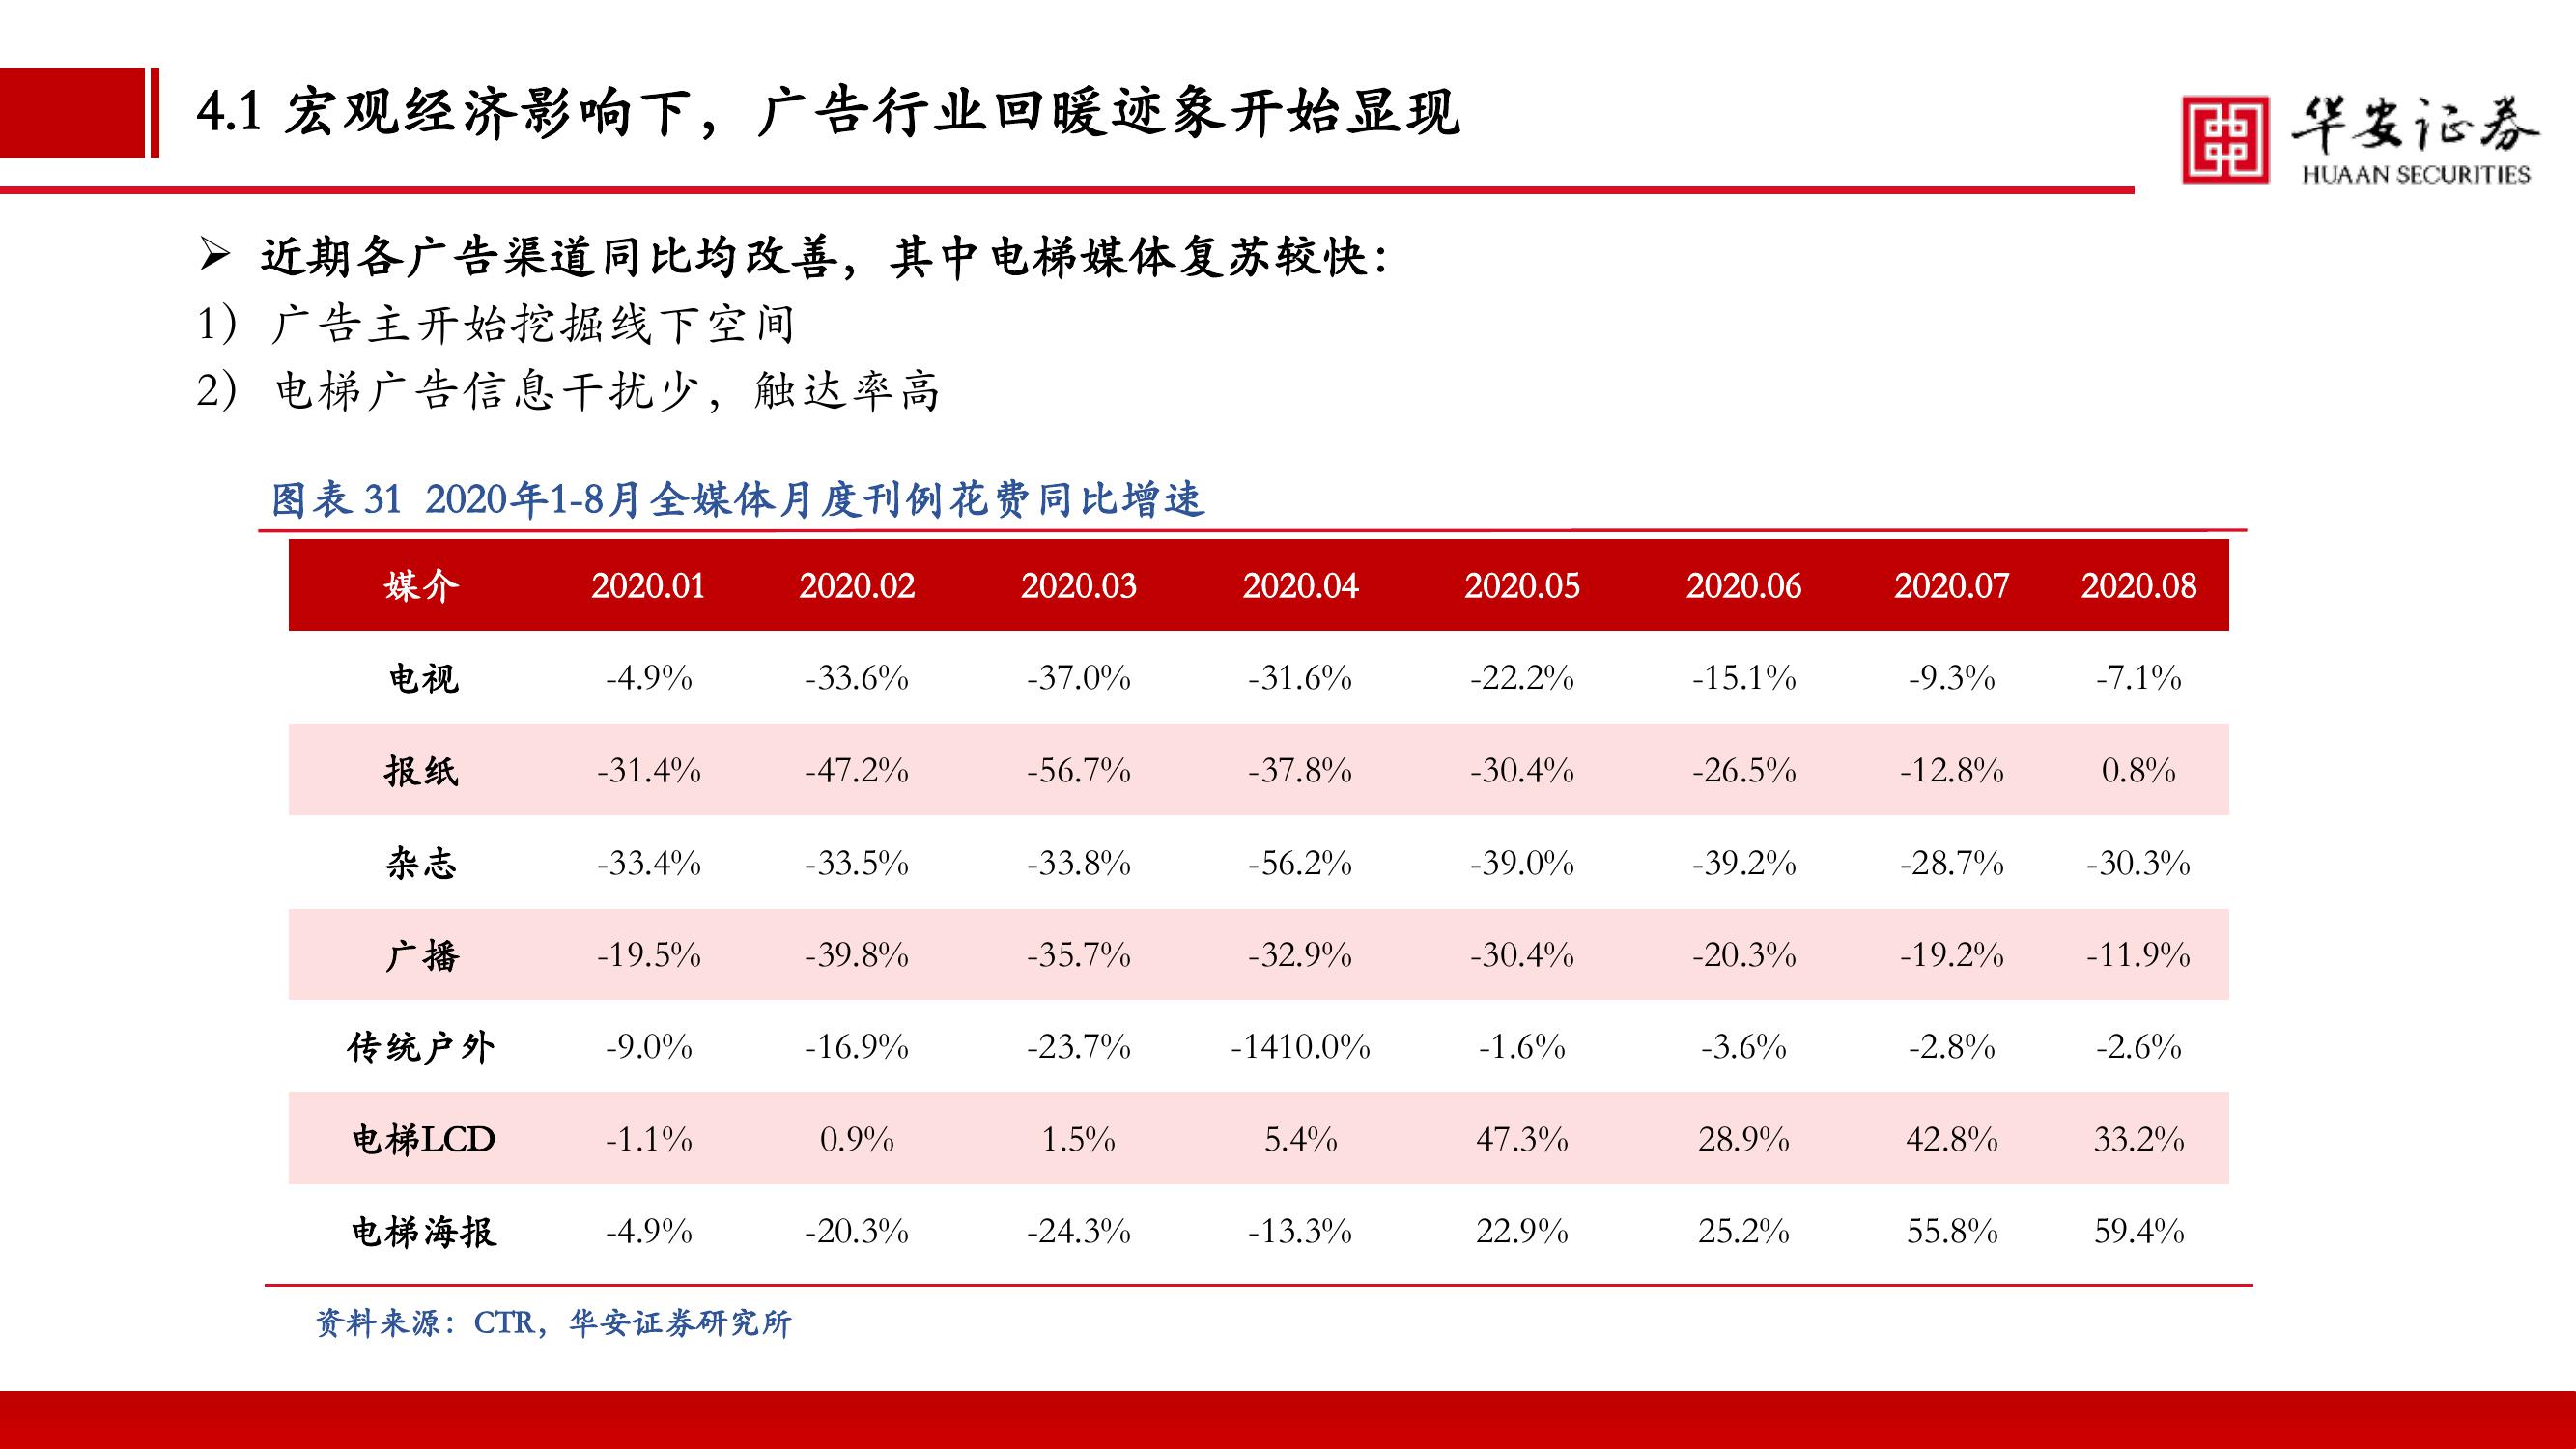 4.1 宏观经济影响下，广告行业回暖迹象开始显现
华安证券
HUAAN SECURITIES
➢ 近期各广告渠道同比均改善，其中电梯媒体复苏较快：
1）广告主开始挖掘线下空间
2）电梯广告信息干扰少，触达率高
图表 31 2020年1-8月全媒体月度刊例花费同比增速
媒介 2020.01 2020.02 2020.03 2020.04 2020.05 2020.06 2020.07 2020.08
电视 -4.9% -33.6% -37.0% -31.6% -22.2% -15.1% -9.3% -7.1%
报纸 -31.4% -47.2% -56.7% -37.8% -30.4% -26.5% -12.8% 0.8%
杂志 -33.4% -33.5% -33.8% -56.2% -39.0% -39.2% -28.7% -30.3%
广播 -19.5% -39.8% -35.7% -32.9% -30.4% -20.3% -19.2% -11.9%
传统户外 -9.0% -16.9% -23.7% -1410.0% -1.6% -3.6% -2.8% -2.6%
电梯LCD -1.1% 0.9% 1.5% 5.4% 47.3% 28.9% 42.8% 33.2%
电梯海报 -4.9% -20.3% -24.3% -13.3% 22.9% 25.2% 55.8% 59.4%
资料来源：CTR，华安证券研究所